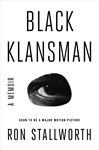 BLACK
KLANSMAN
A MEMOIR
SOON TO BE A MAJOR MOTION PICTURE
RON STALLWORTH